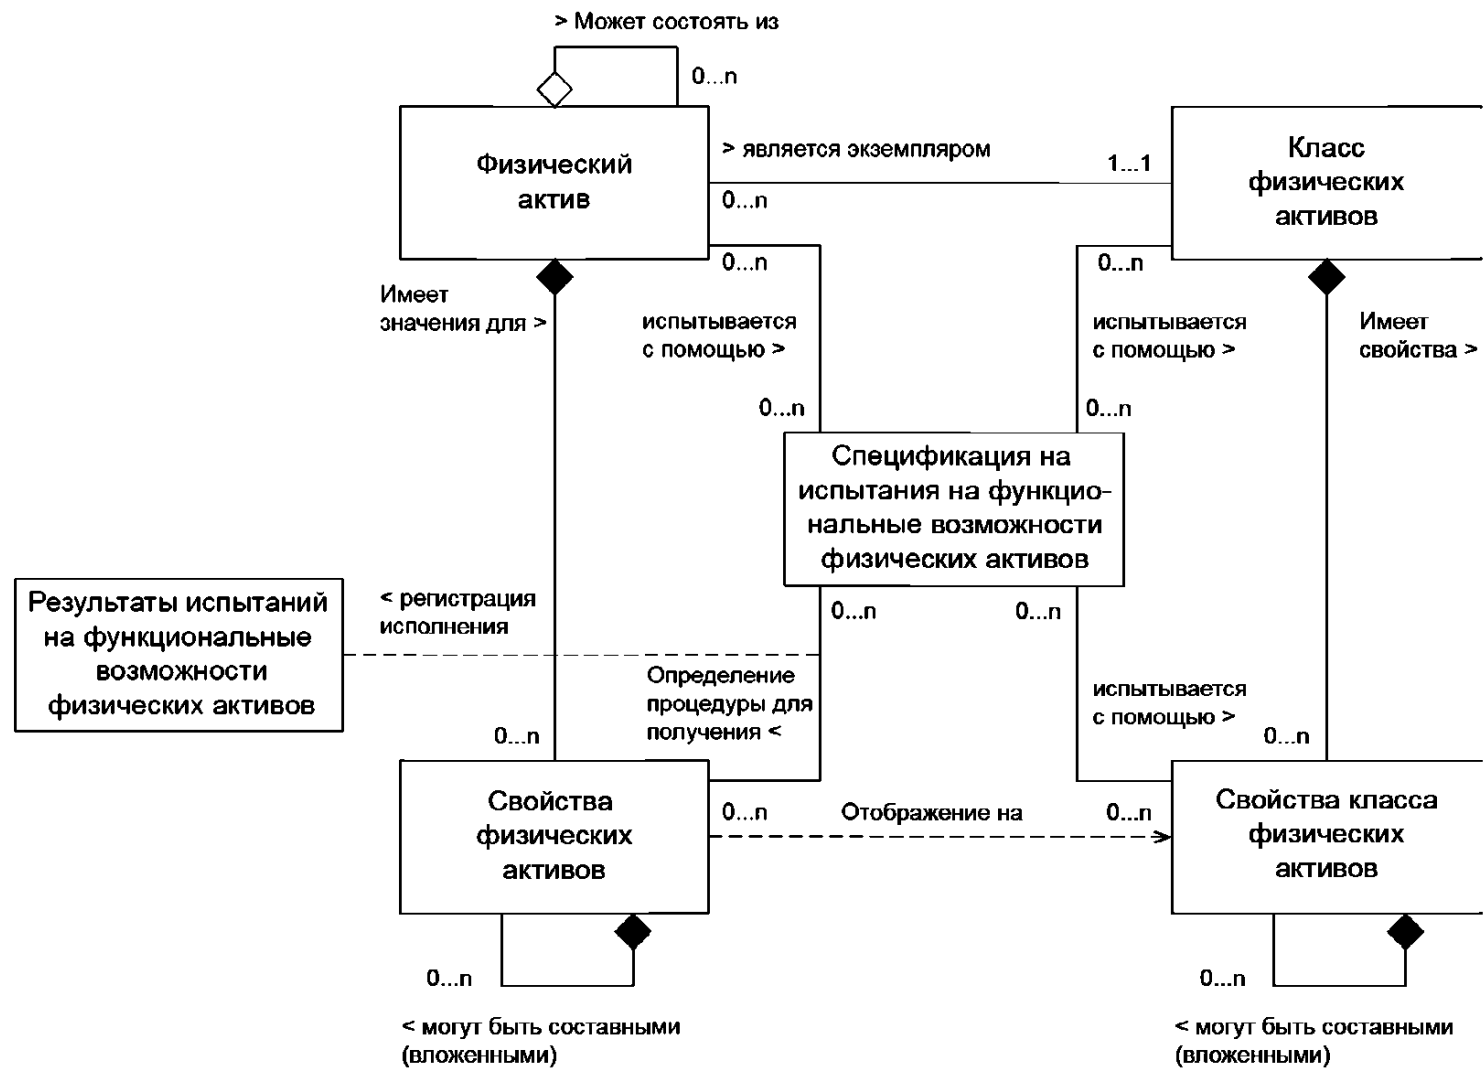 > Может состоять из
0...n
Физический
актив
> является экземпляром
1...1
0...n
Класс
физических
активов
0...n
0...n
Имеет
значения для >
испытывается
с помощью >
испытывается
с помощью >
Имеет
свойства >
0...n
0...n
Спецификация на
испытания на функцио-
нальные возможности
физических активов
Результаты испытаний
на функциональные
возможности
физических активов
< регистрация
исполнения
0...n
0...n
Определение
процедуры для
получения <
испытывается
с помощью >
0...n
0...n
Свойства
физических
активов
0...n
Отображение на
0...n
Свойства класса
физических
активов
0...n
0...n
< могут быть составными
(вложенными)
< могут быть составными
(вложенными)